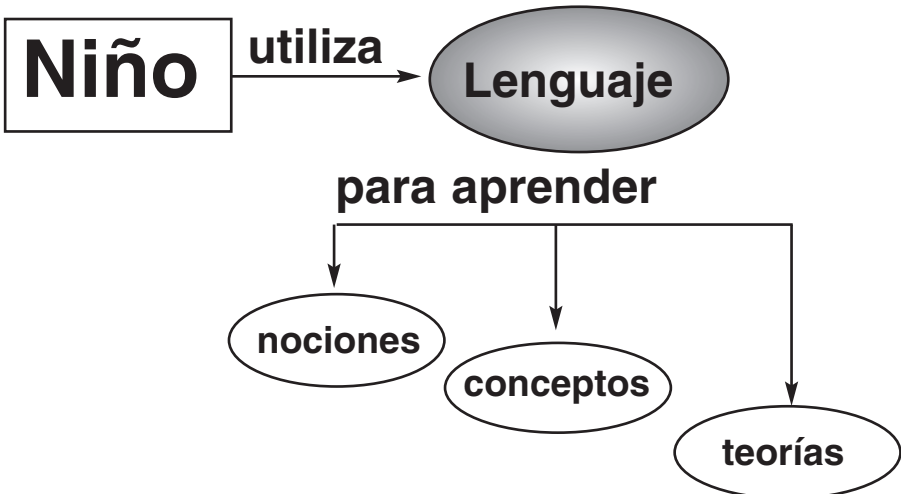 Niño
utiliza
Lenguaje
para aprender
nociones
conceptos
teorías